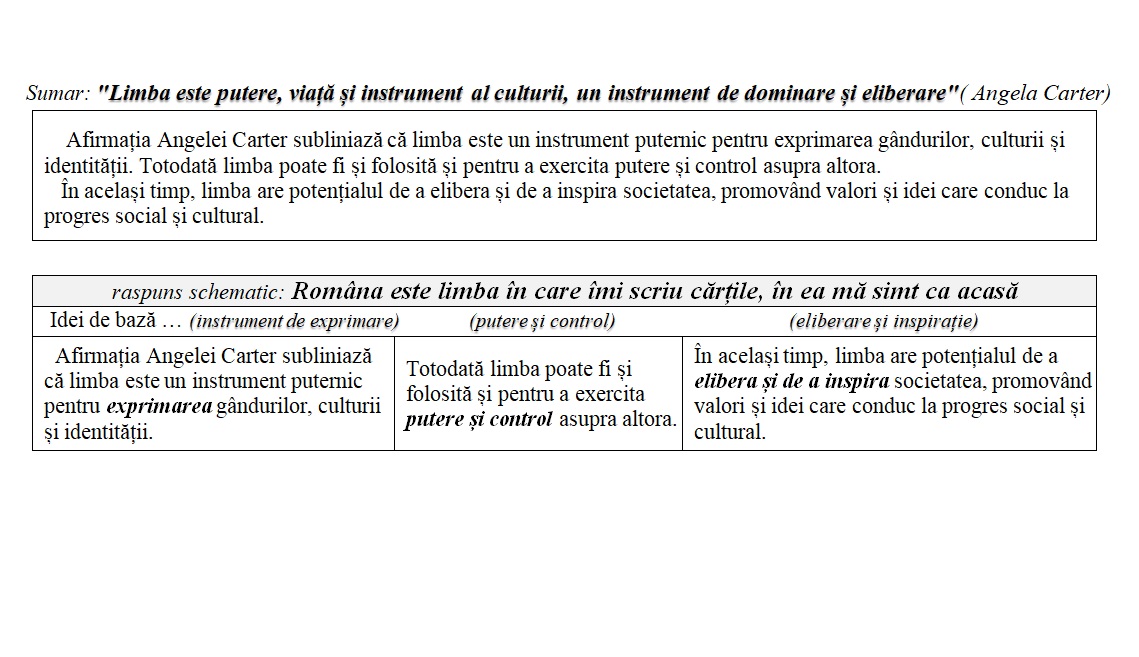 Sumar: "Limba este putere, viață și instrument al culturii, un instrument de dominare și eliberare"( Angela Carter)
Afirmația Angelei Carter subliniază că limba este un instrument puternic pentru exprimarea gândurilor, culturii și
identității. Totodată limba poate fi și folosită și pentru a exercita putere și control asupra altora.
În același timp, limba are potențialul de a elibera și de a inspira societatea, promovând valori și idei care conduc la
progres social și cultural.
raspuns schematic: Româna este limba în care îmi scriu cărțile, în ea mă simt ca acasă
Idei de bază … (instrument de exprimare) (putere și control) (eliberare și inspirație)
Afirmația Angelei Carter subliniază
că limba este un instrument puternic
pentru exprimarea gândurilor, culturii
și identității.
Totodată limba poate fi și
folosită și pentru a exercita
putere și control asupra altora.
În același timp, limba are potențialul de a
elibera și de a inspira societatea, promovând
valori și idei care conduc la progres social și
cultural.